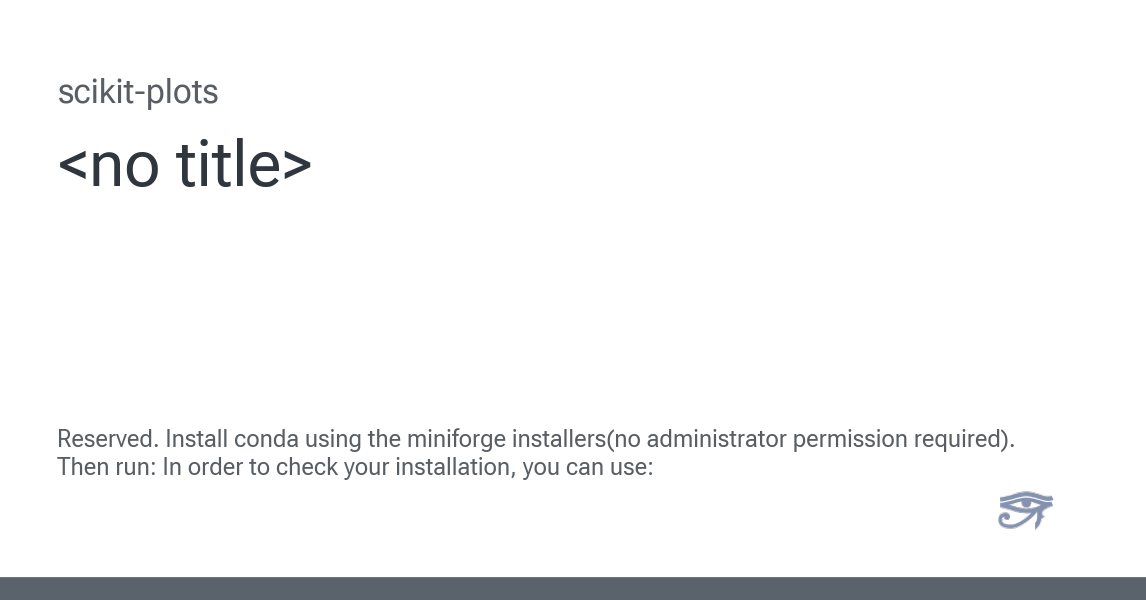 scikit-plots
<no title>
Reserved. Install conda using the miniforge installers(no administrator permission required).
Then run: In order to check your installation, you can use: